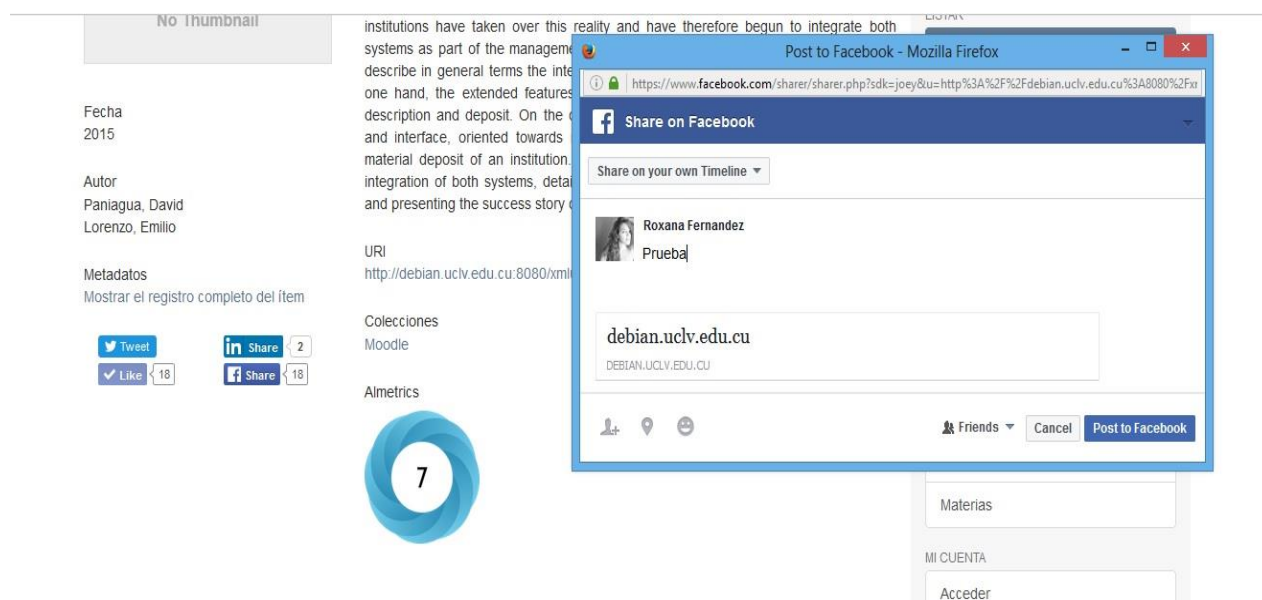 No Thumbnail
Fecha
2015
Autor
Paniagua, David
Lorenzo, Emilio
Metadatos
Mostrar el registro completo del ítem
Tweet
in Share 2
Like 18
f Share 18
institutions have taken over this reality and have therefore begun to integrate both
systems as part of the manageme
describe in general terms the inte
one hand, the extended features
description and deposit. On the
and interface, oriented towards
material deposit of an institution.
integration of both systems, detai
and presenting the success story
URI
http://debian.uclv.edu.cu:8080/xml
Colecciones
Moodle
Almetrics
7
LISTAR
Post to Facebook - Mozilla Firefox
https://www.facebook.com/sharer/sharer.php?sdk=joey&u=http%3A%2F%2Fdebian.uclv.edu.cu%3A8080%2Fxr
f Share on Facebook
Share on your own Timeline
Roxana Fernandez
Prueba
debian.uclv.edu.cu
DEBIAN.UCLV.EDU.CU
Friends
Cancel
Post to Facebook
Materias
MI CUENTA
Acceder